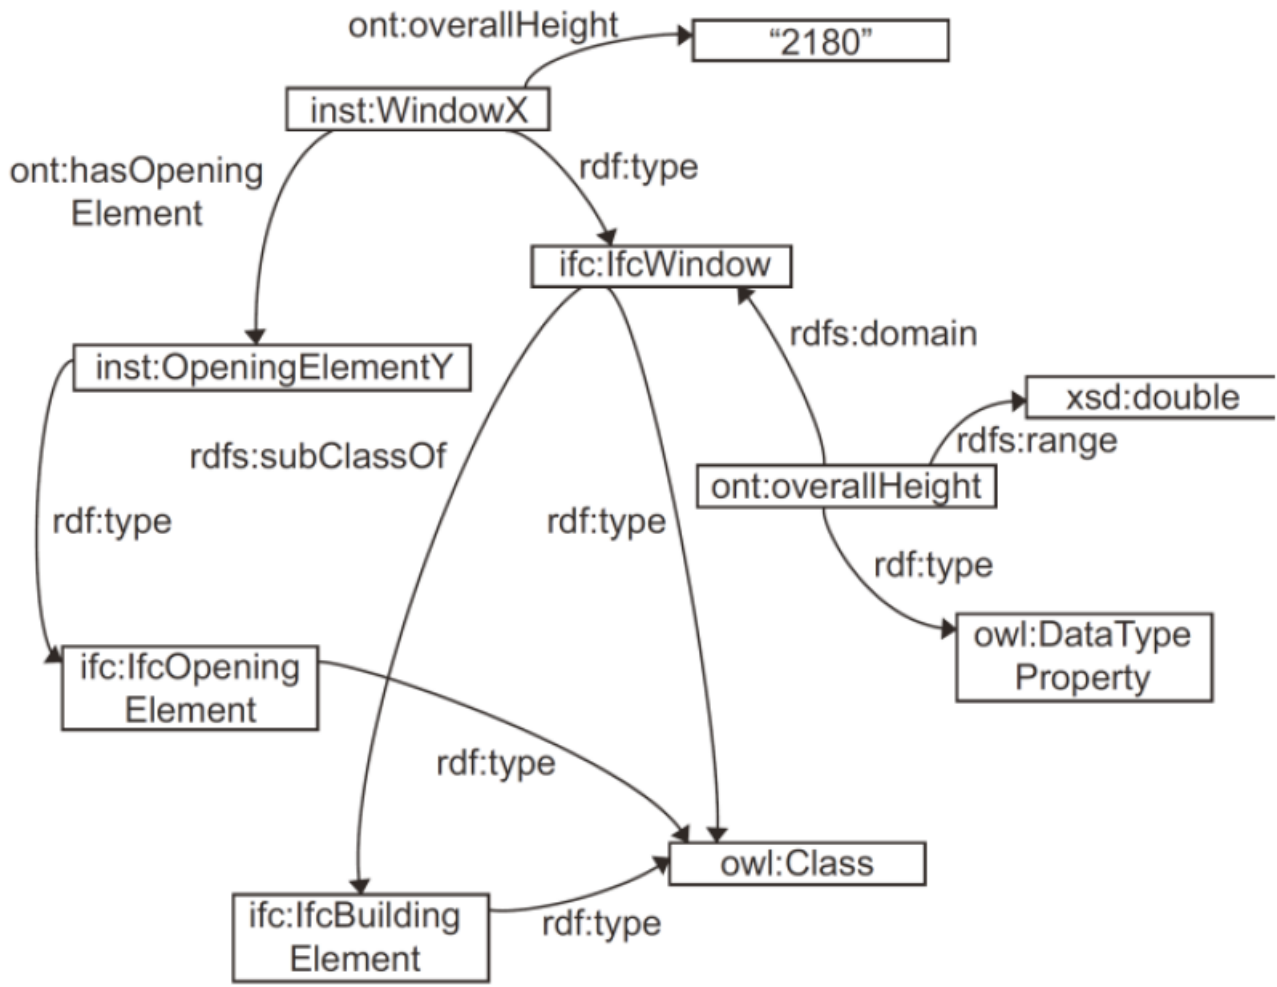 ont:overallHeight
“2180”
inst:WindowX
ont:hasOpening
Element
rdf:type
ifc:IfcWindow
rdfs:domain
inst:OpeningElementY
xsd:double
rdfs:range
rdfs:subClassOf
ont:overallHeight
rdf:type
rdf:type
rdf:type
owl:DataType
Property
ifc:IfcOpening
Element
rdf:type
owl:Class
ifc:IfcBuilding
Element
rdf:type